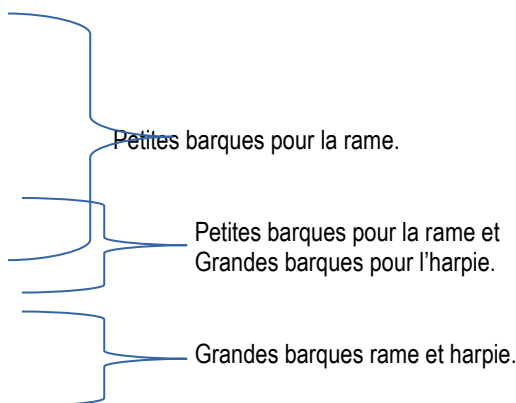 Petites barques pour la rame.
Petites barques pour la rame et
Grandes barques pour l’harpie.
Grandes barques rame et harpie.